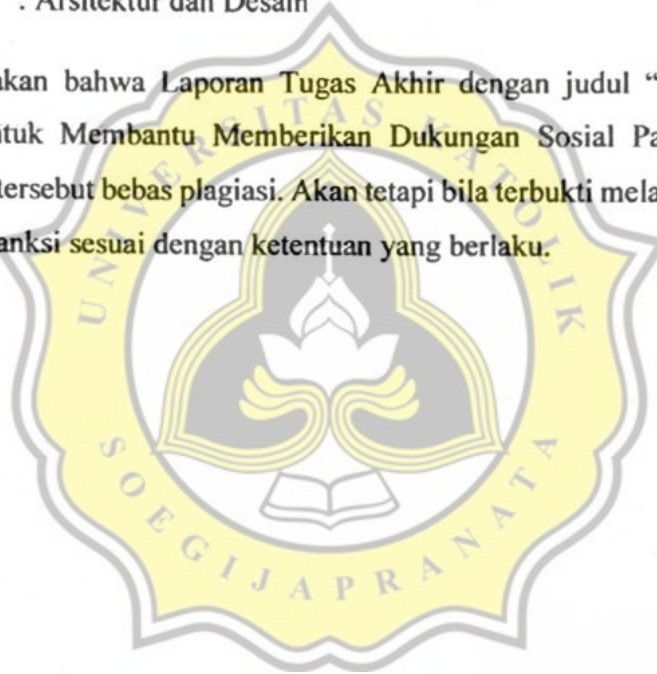 : Arsitektur dan Desain
akan bahwa Laporan Tugas Akhir dengan judul “
tuk Membantu Memberikan Dukungan Sosial Pa
tersebut bebas plagiasi. Akan tetapi bila terbukti mela
anksi sesuai dengan ketentuan yang berlaku.
UNIVERSITAS KATOLIK
SOEGIJAPRANATA